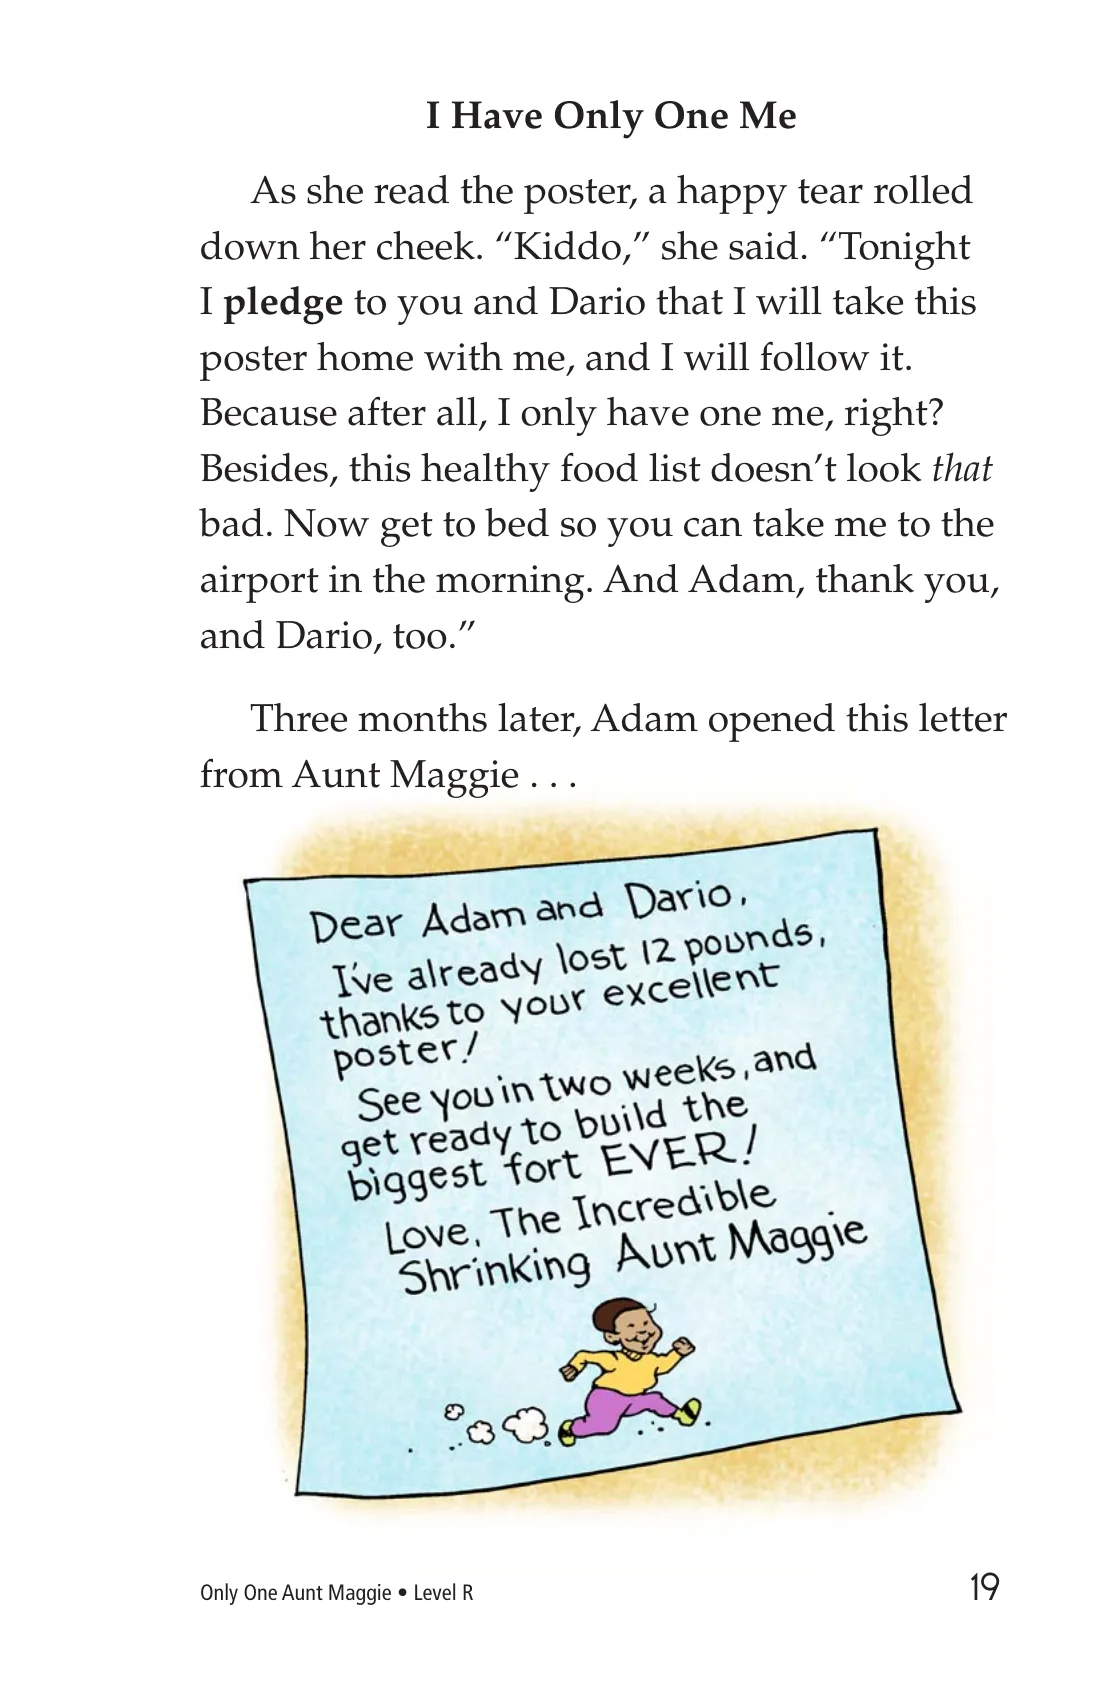 I Have Only One Me
As she read the poster, a happy tear rolled
down her cheek. “Kiddo,” she said. “Tonight
I pledge to you and Dario that I will take this
poster home with me, and I will follow it.
Because after all, I only have one me, right?
Besides, this healthy food list doesn’t look that
bad. Now get to bed so you can take me to the
airport in the morning. And Adam, thank you,
and Dario, too.”
Three months later, Adam opened this letter
from Aunt Maggie . . .
Dear Adam and Dario,
I've already lost 12 pounds,
thanks to your excellent
poster!
See you in two weeks, and
get ready to build the
biggest fort EVER!
Love, The Incredible
Shrinking Aunt Maggie
Only One Aunt Maggie • Level R
19